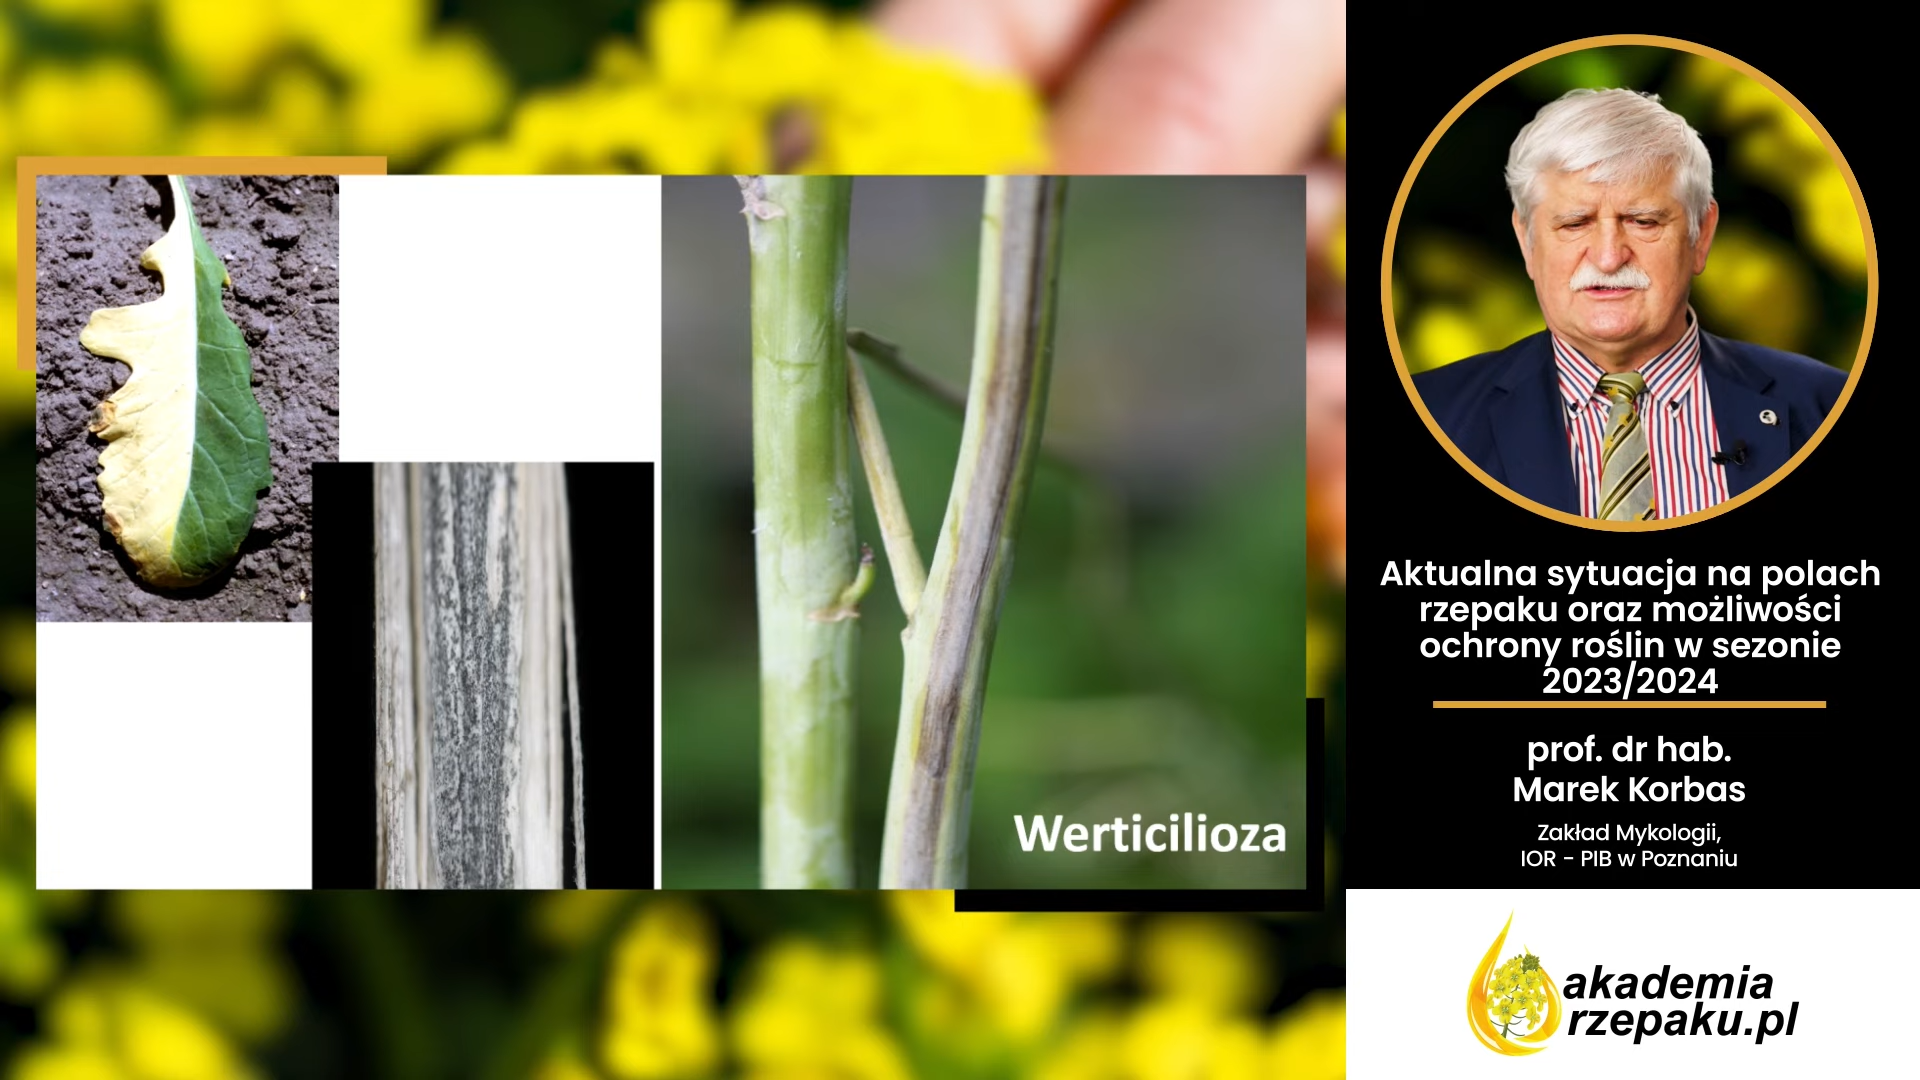 Werticilioza
Aktualna sytuacja na polach
rzepaku oraz możliwości
ochrony roślin w sezonie
2023/2024
prof. dr hab.
Marek Korbas
Zakład Mykologii,
IOR - PIB w Poznaniu
akademia
rzepaku.pl